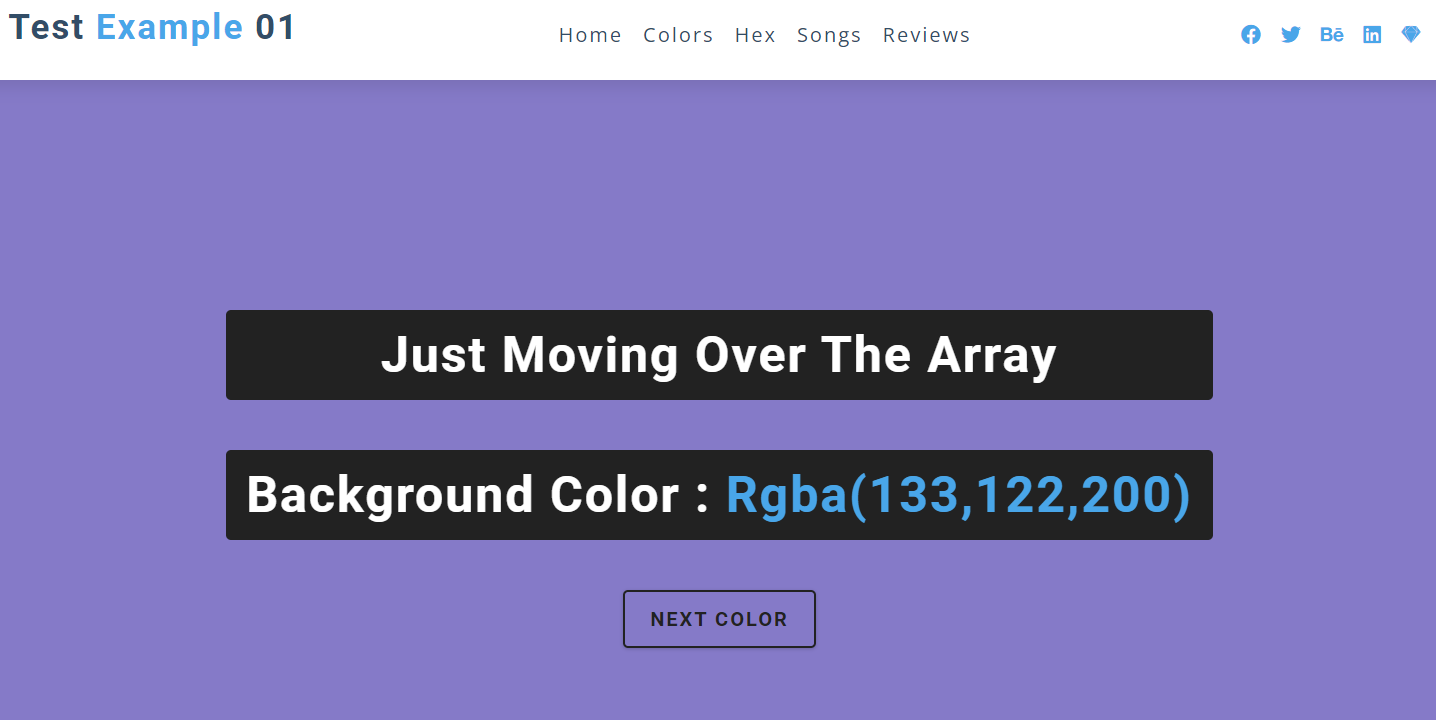 Test Example 01
Home Colors Hex Songs Reviews
Bē
in
Just Moving Over The Array
Background Color : Rgba(133,122,200)
NEXT COLOR